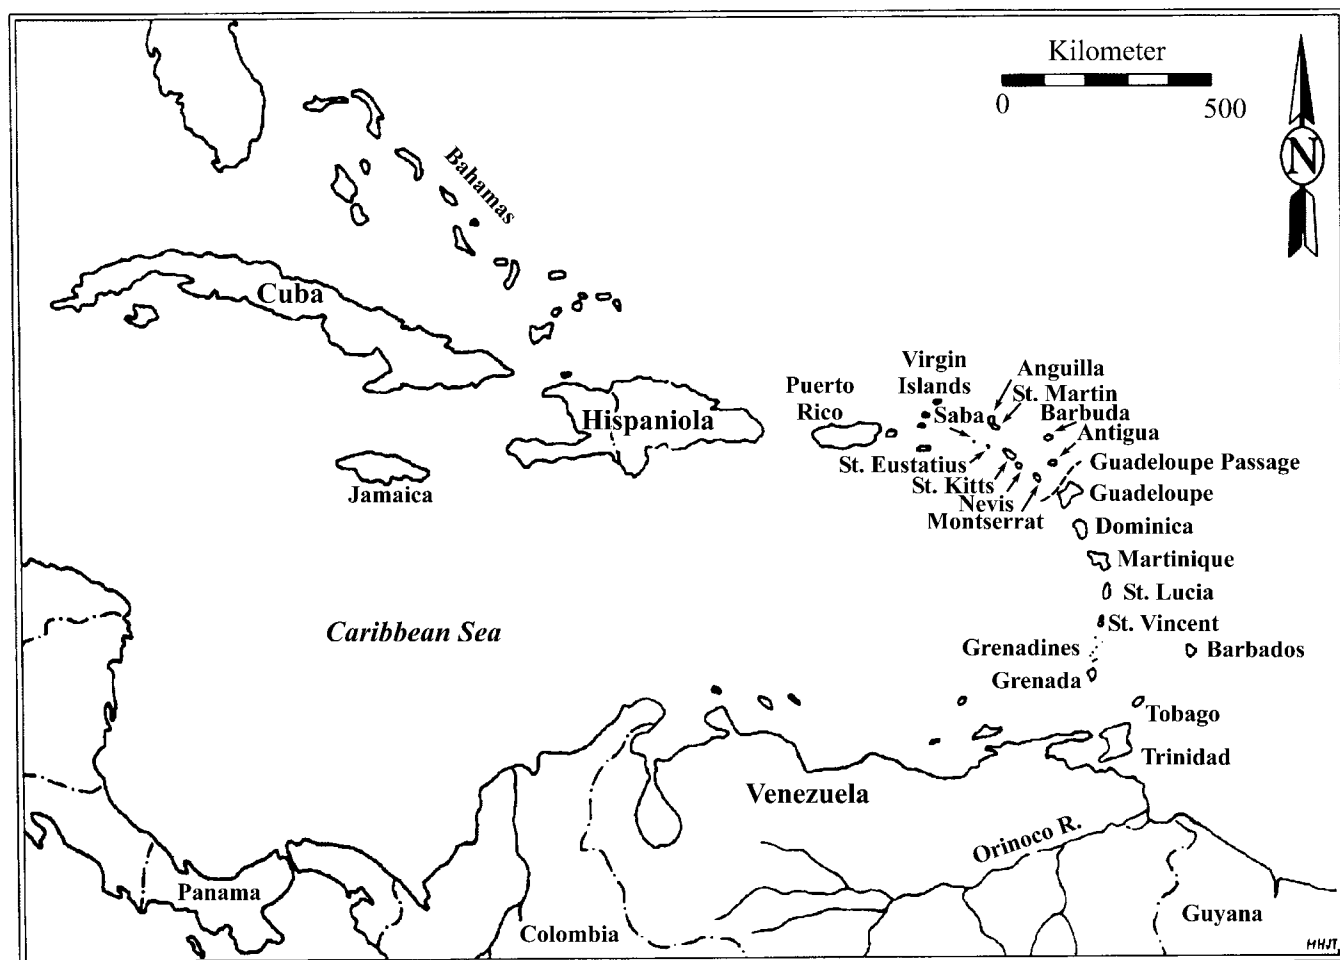 Kilometer
0 500
N
Bahamas
Cuba
Virgin
Islands
Anguilla
St. Martin
Puerto
Rico
Saba
Barbuda
Hispaniola
Antigua
St. Eustatius
Guadeloupe Passage
St. Kitts
Jamaica
Guadeloupe
Nevis
Montserrat
Dominica
Martinique
St. Lucia
Caribbean Sea
St. Vincent
Grenadines
Barbados
Grenada
Tobago
Trinidad
Venezuela
Orinoco R.
Panama
Guyana
Colombia
MHJT